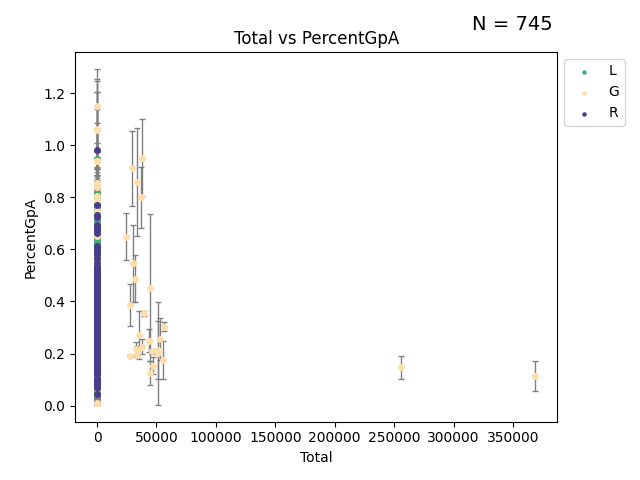 N = 745
Total vs PercentGpA
L
G
R
PercentGpA
1.2
1.0
0.8
0.6
0.4
0.2
0.0
0 50000 100000 150000 200000 250000 300000 350000
Total